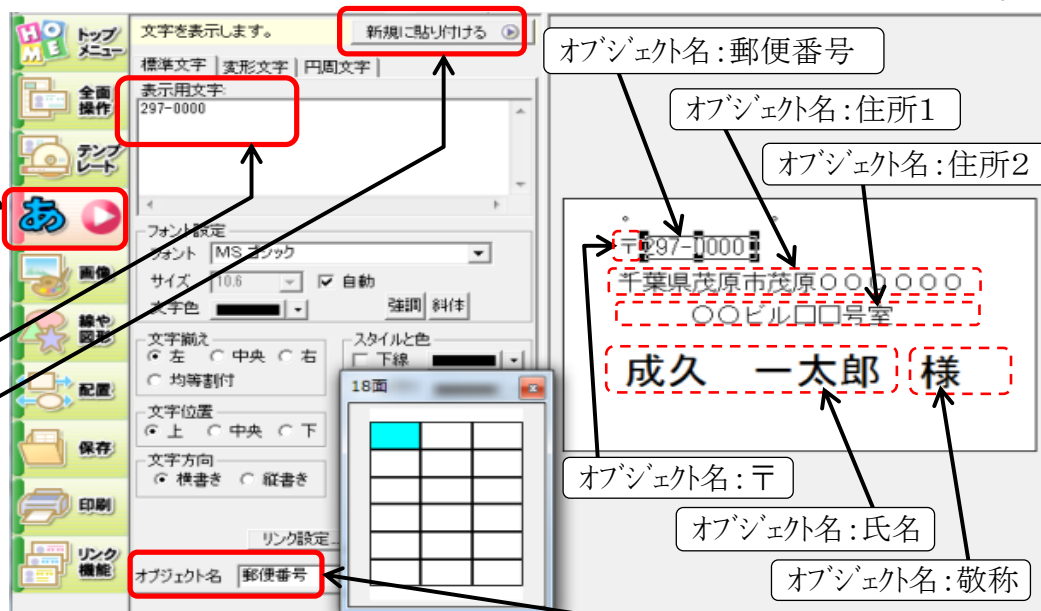 HOME
トップ
メニュー
全面
操作
テンプ
レート
あ
画像
線や
図形
配置
保存
印刷
リンク
機能
文字を表示します。
新規に貼り付ける
標準文字
変形文字
円周文字
表示用文字:
297-0000
フォント設定
フォント MS ゴシック
サイズ 10.6 自動
文字色 強調 斜体
文字揃え
左 中央 右
均等割付
スタイルと色
下線
文字位置
上 中央 下
文字方向
横書き 縦書き
リンク設定...
オブジェクト名 郵便番号
18面
オブジェクト名:郵便番号
オブジェクト名:住所1
オブジェクト名:住所2
〒297-0000
千葉県茂原市茂原○○○○○○
○○ビル□□号室
成久 一太郎 様
オブジェクト名:〒
オブジェクト名:氏名
オブジェクト名:敬称